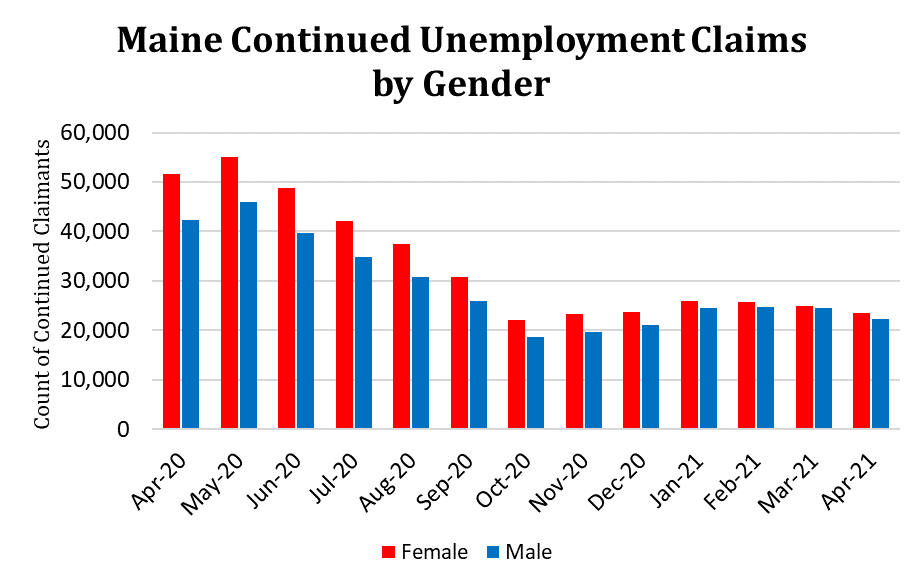 Maine Continued Unemployment Claims
by Gender
Count of Continued Claimants
60,000
50,000
40,000
30,000
20,000
10,000
0
Apr-20
May-20
Jun-20
Jul-20
Aug-20
Sep-20
Oct-20
Nov-20
Dec-20
Jan-21
Feb-21
Mar-21
Apr-21
Female
Male